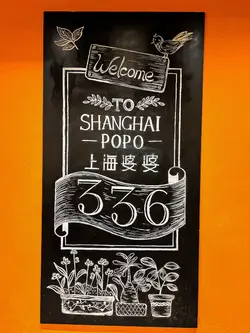 Welcome
TO
SHANGHAI
—POPO—
上海婆婆
336